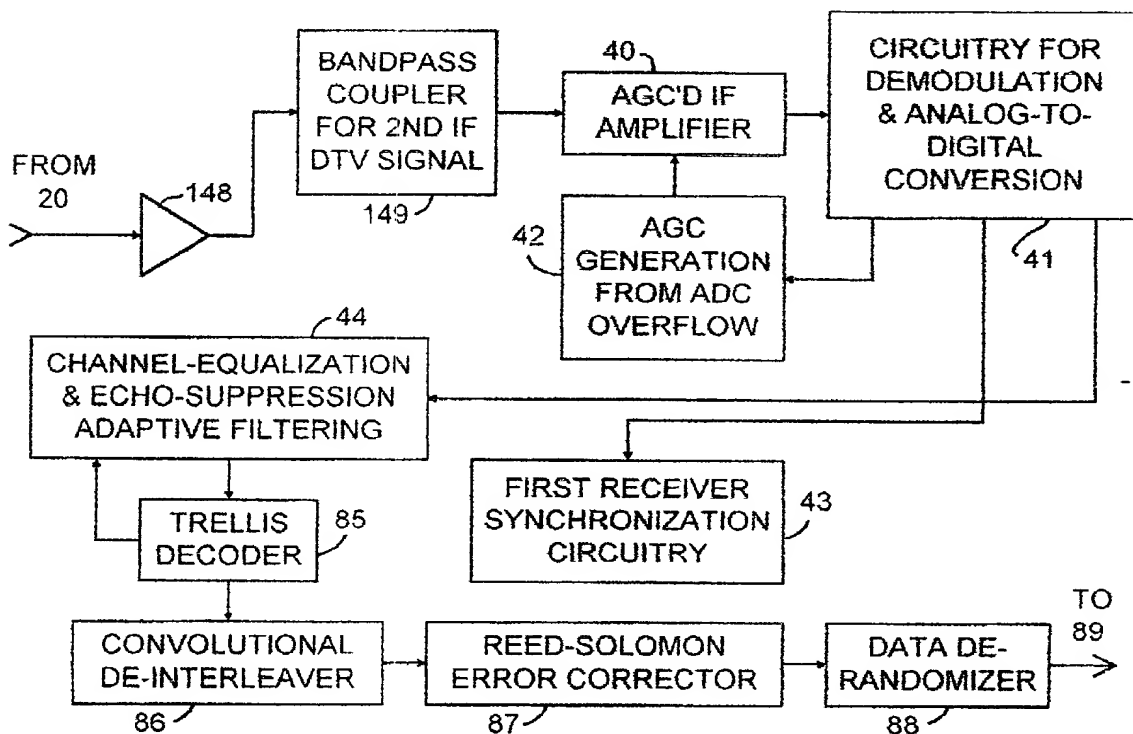 FROM
20
148
BANDPASS
COUPLER
FOR 2ND IF
DTV SIGNAL
149
40
AGC'D IF
AMPLIFIER
CIRCUITRY FOR
DEMODULATION
& ANALOG-TO-
DIGITAL
CONVERSION
41
42
AGC
GENERATION
FROM ADC
OVERFLOW
44
CHANNEL-EQUALIZATION
& ECHO-SUPPRESSION
ADAPTIVE FILTERING
FIRST RECEIVER
SYNCHRONIZATION
CIRCUITRY
43
TRELLIS
DECODER
85
CONVOLUTIONAL
DE-INTERLEAVER
86
REED-SOLOMON
ERROR CORRECTOR
87
DATA DE-
RANDOMIZER
88
TO
89